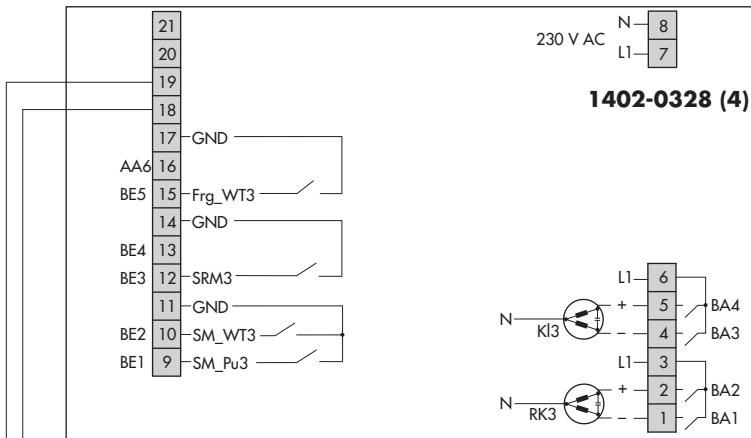 21
20
19
18
17 GND
AA6 16
BE5 15 Frg_WT3
14 GND
BE4 13
BE3 12 SRM3
11 GND
BE2 10 SM_WT3
BE1 9 SM_Pu3
N 8
230 V AC
L1 7
1402-0328 (4)
L1 6
+ 5 BA4
N Kl3
– 4 BA3
L1 3
+ 2 BA2
N RK3
– 1 BA1